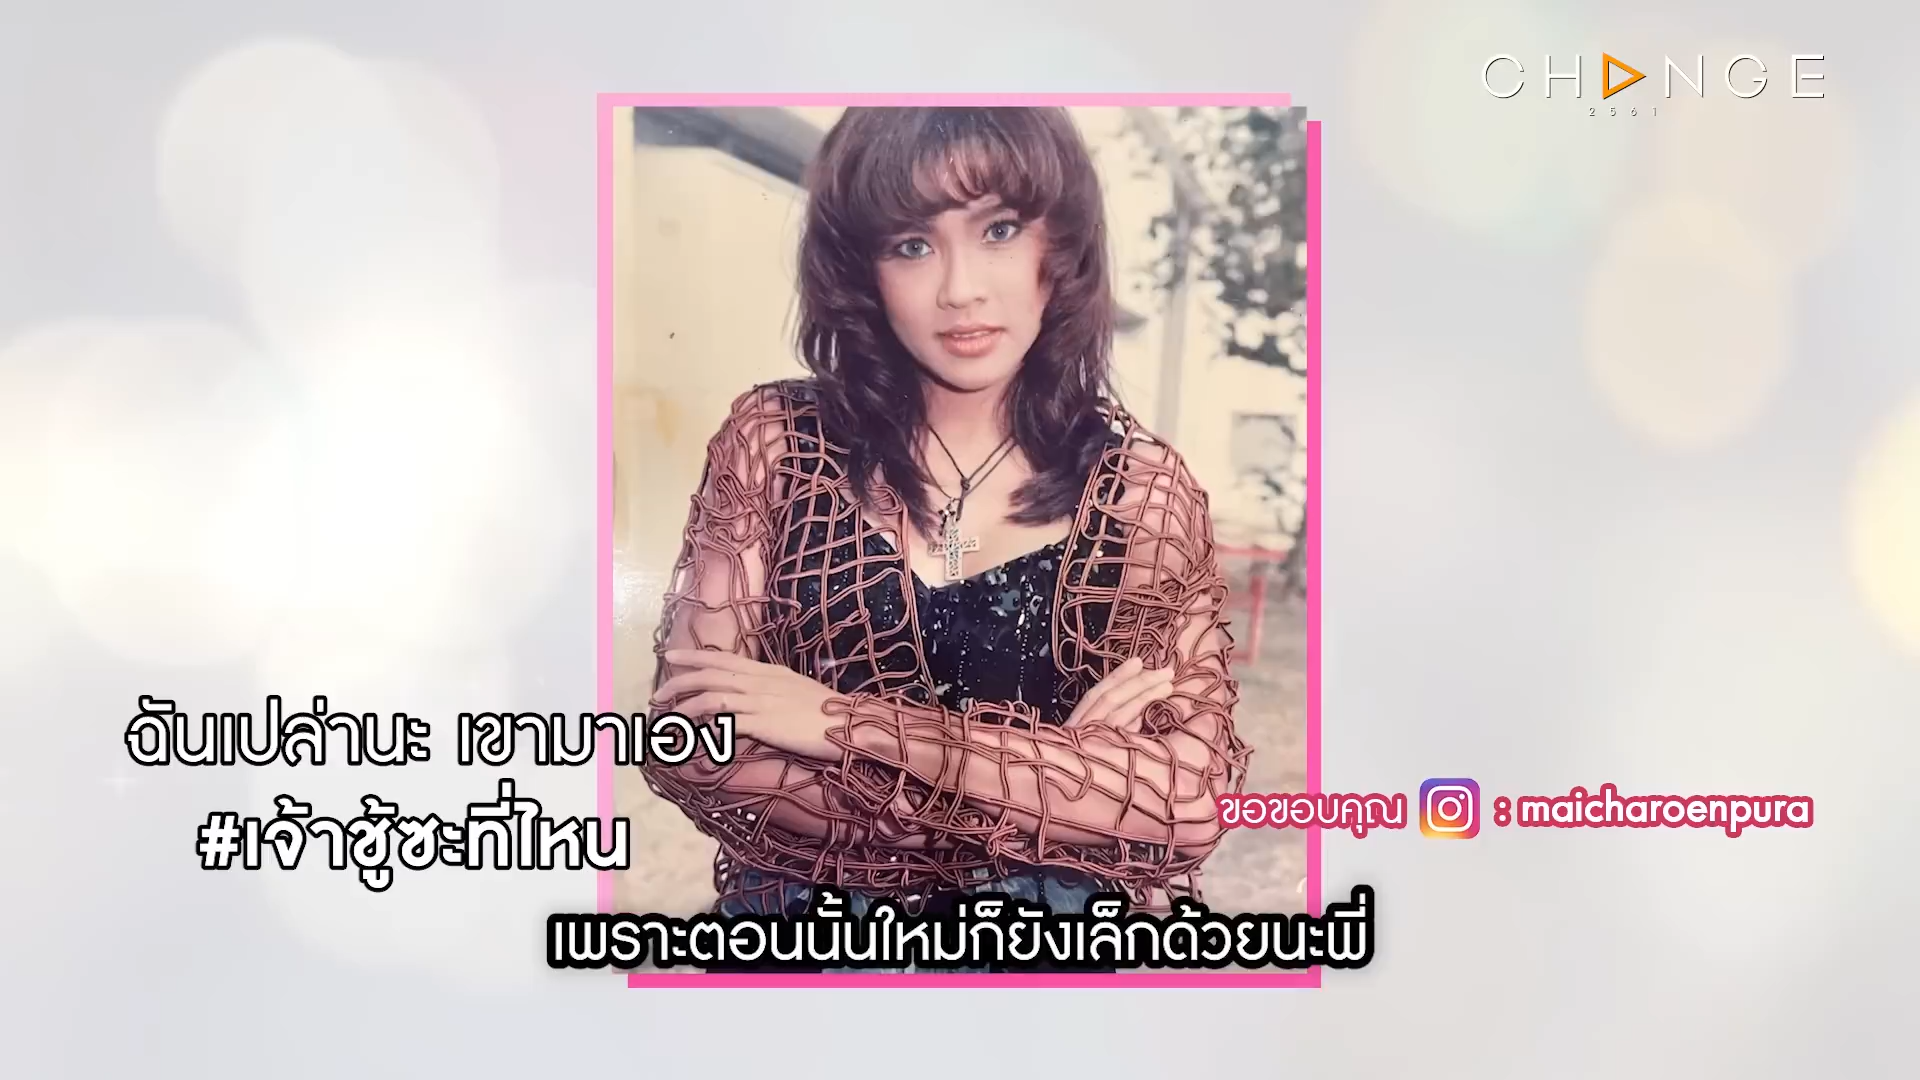 CHANGE
2561
ฉันเปล่านะ เขามาเอง
#เจ้าชู้ซะที่ไหน
ขอขอบคุณ : maicharoenpura
เพราะตอนนั้นใหม่ก็ยังเล็กด้วยนะพี่